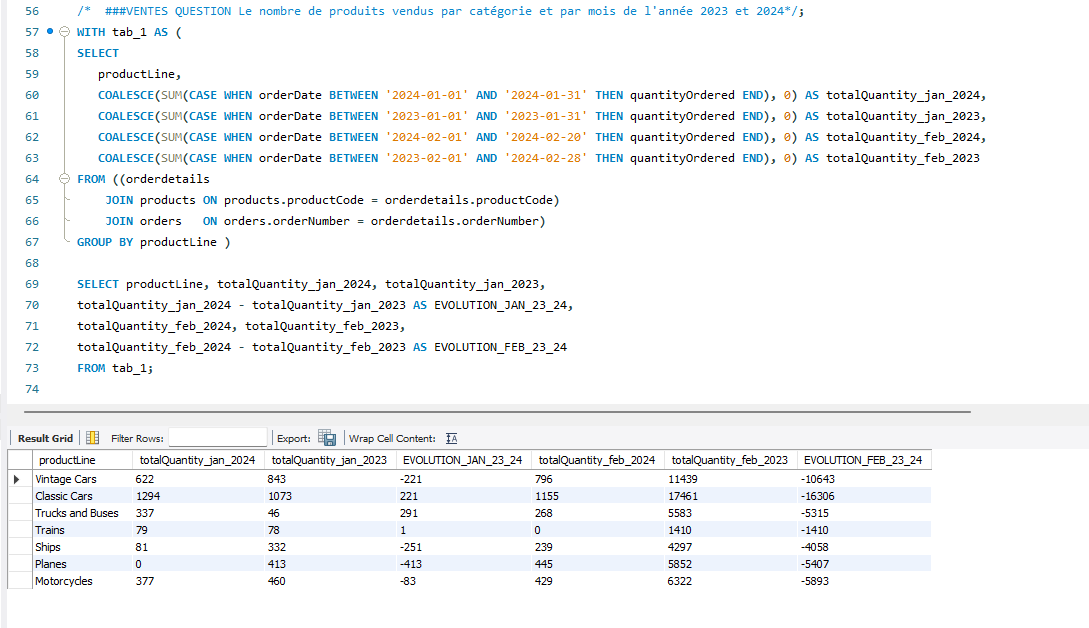 56 /*  ###VENTES QUESTION Le nombre de produits vendus par catégorie et par mois de l'année 2023 et 2024*/;
57 WITH tab_1 AS (
58 SELECT
59 productLine,
60 COALESCE(SUM(CASE WHEN orderDate BETWEEN '2024-01-01' AND '2024-01-31' THEN quantityOrdered END), 0) AS totalQuantity_jan_2024,
61 COALESCE(SUM(CASE WHEN orderDate BETWEEN '2023-01-01' AND '2023-01-31' THEN quantityOrdered END), 0) AS totalQuantity_jan_2023,
62 COALESCE(SUM(CASE WHEN orderDate BETWEEN '2024-02-01' AND '2024-02-20' THEN quantityOrdered END), 0) AS totalQuantity_feb_2024,
63 COALESCE(SUM(CASE WHEN orderDate BETWEEN '2023-02-01' AND '2024-02-28' THEN quantityOrdered END), 0) AS totalQuantity_feb_2023
64 FROM ((orderdetails
65 JOIN products ON products.productCode = orderdetails.productCode)
66 JOIN orders   ON orders.orderNumber = orderdetails.orderNumber)
67 GROUP BY productLine )
68
69 SELECT productLine, totalQuantity_jan_2024, totalQuantity_jan_2023,
70 totalQuantity_jan_2024 - totalQuantity_jan_2023 AS EVOLUTION_JAN_23_24,
71 totalQuantity_feb_2024, totalQuantity_feb_2023,
72 totalQuantity_feb_2024 - totalQuantity_feb_2023 AS EVOLUTION_FEB_23_24
73 FROM tab_1;
74
Result Grid Filter Rows: Export: Wrap Cell Content: IA
productLine totalQuantity_jan_2024 totalQuantity_jan_2023 EVOLUTION_JAN_23_24 totalQuantity_feb_2024 totalQuantity_feb_2023 EVOLUTION_FEB_23_24
Vintage Cars 622 843 -221 796 11439 -10643
Classic Cars 1294 1073 221 1155 17461 -16306
Trucks and Buses 337 46 291 268 5583 -5315
Trains 79 78 1 0 1410 -1410
Ships 81 332 -251 239 4297 -4058
Planes 0 413 -413 445 5852 -5407
Motorcycles 377 460 -83 429 6322 -5893